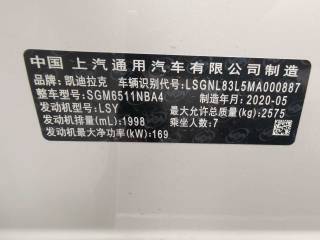 中国 上汽通用汽车有限公司制造
品牌:凯迪拉克 车辆识别代号:LSGNL83L5MA000887
整车型号:SGM6511NBA4 制造年月:2020-05
发动机型号:LSY 最大允许总质量(kg):2575
发动机排量(mL):1998 乘坐人数:7
发动机最大净功率(kW):169